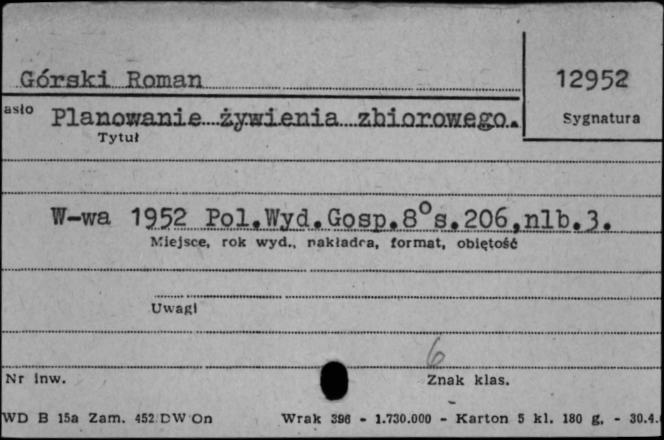 Górski Roman
12952
Sygnatura
asło Planowanie żywienia zbiorowego.
Tytuł
W-wa 1952 Pol.Wyd.Gosp.8° s.206,nlb.3.
Miejsce, rok wyd., nakładca, format, objętość
Uwagi
6
Nr inw.
Znak klas.
WD B 15a Zam. 452 DW On Wrak 396 - 1.730.000 - Karton 5 kl. 180 g. - 30.4.